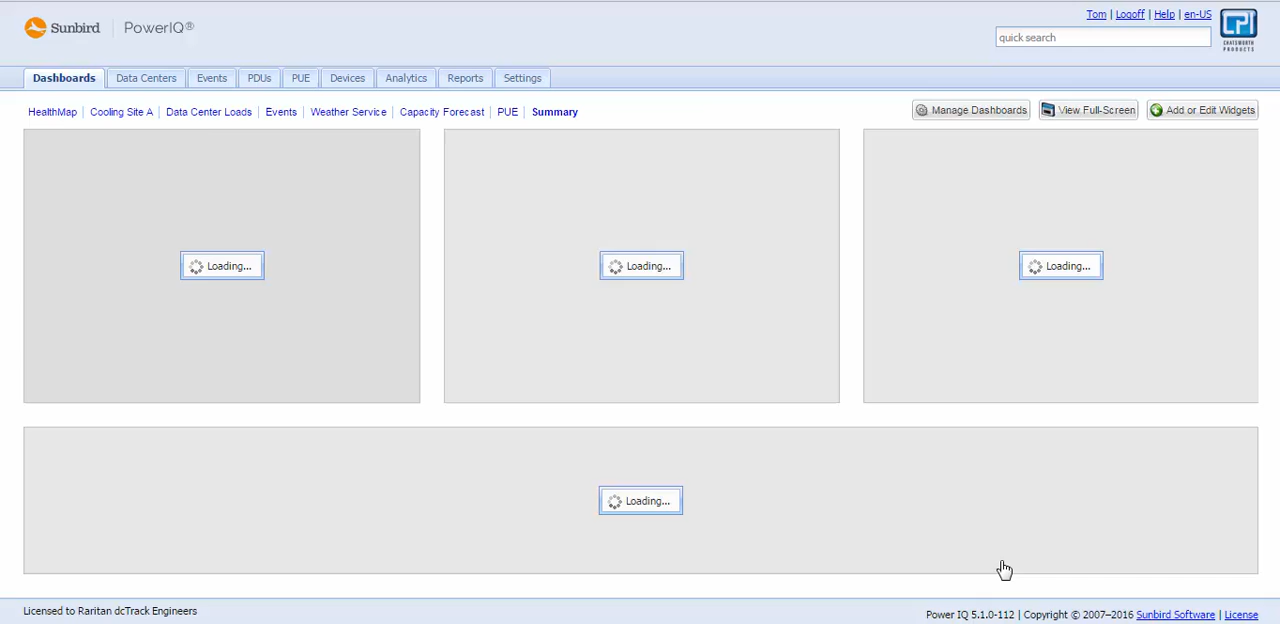 Sunbird PowerIQ®
Tom | Logoff | Help | en-US
quick search
CPI
CHATSWORTH
PRODUCTS
Dashboards Data Centers Events PDUs PUE Devices Analytics Reports Settings
HealthMap | Cooling Site A | Data Center Loads | Events | Weather Service | Capacity Forecast | PUE | Summary
Manage Dashboards View Full-Screen Add or Edit Widgets
Loading... Loading... Loading...
Loading...
Licensed to Raritan dcTrack Engineers
Power IQ 5.1.0-112 | Copyright © 2007–2016 Sunbird Software | License